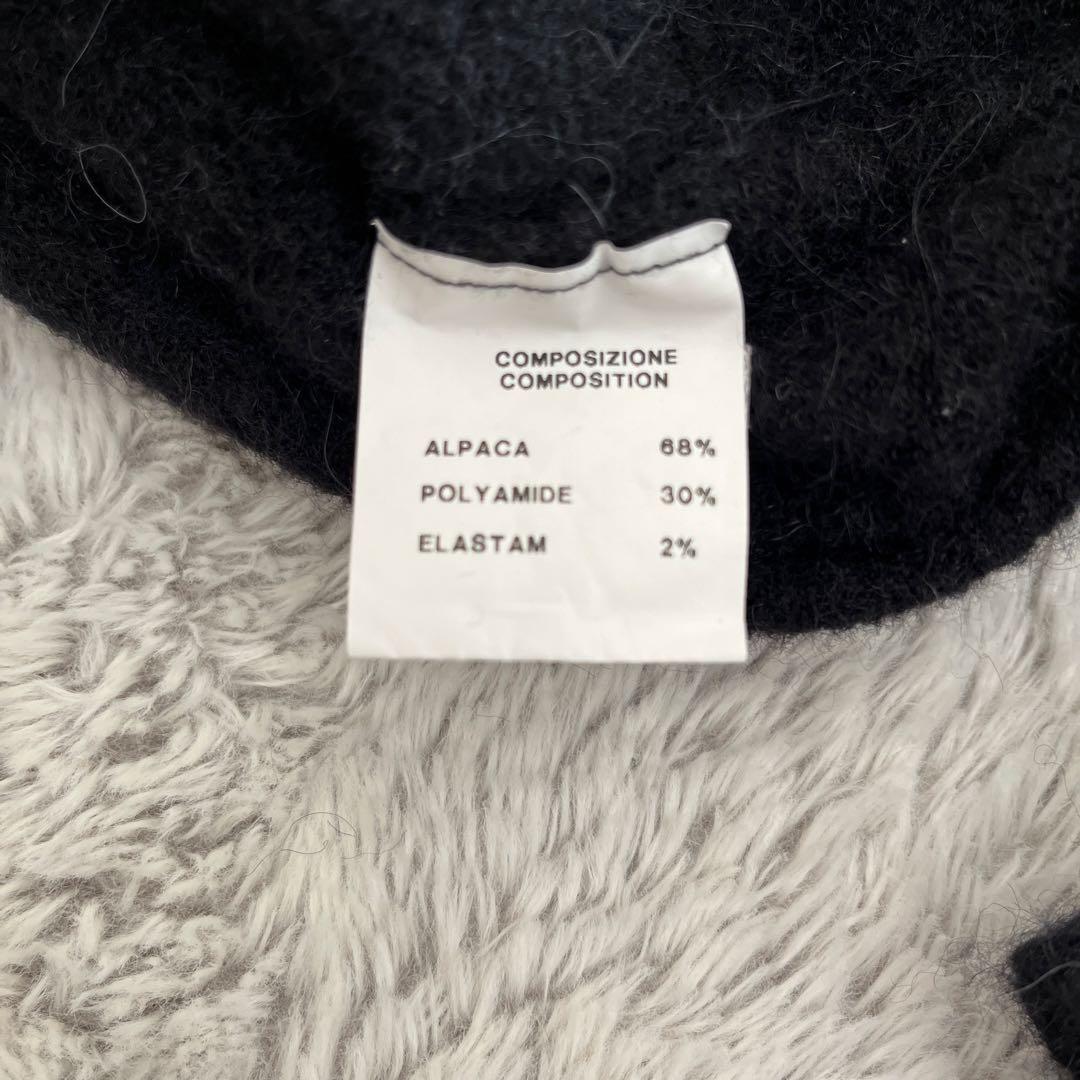 COMPOSIZIONE
COMPOSITION
ALPACA 68%
POLYAMIDE 30%
ELASTAM 2%